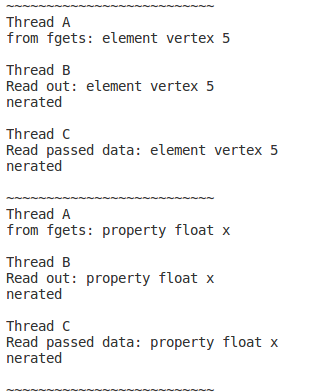 ~~~~~~~~~~~~~~~~~~~~~~~~~~
Thread A
from fgets: element vertex 5
Thread B
Read out: element vertex 5
nerated
Thread C
Read passed data: element vertex 5
nerated
~~~~~~~~~~~~~~~~~~~~~~~~~~
Thread A
from fgets: property float x
Thread B
Read out: property float x
nerated
Thread C
Read passed data: property float x
nerated
~~~~~~~~~~~~~~~~~~~~~~~~~~